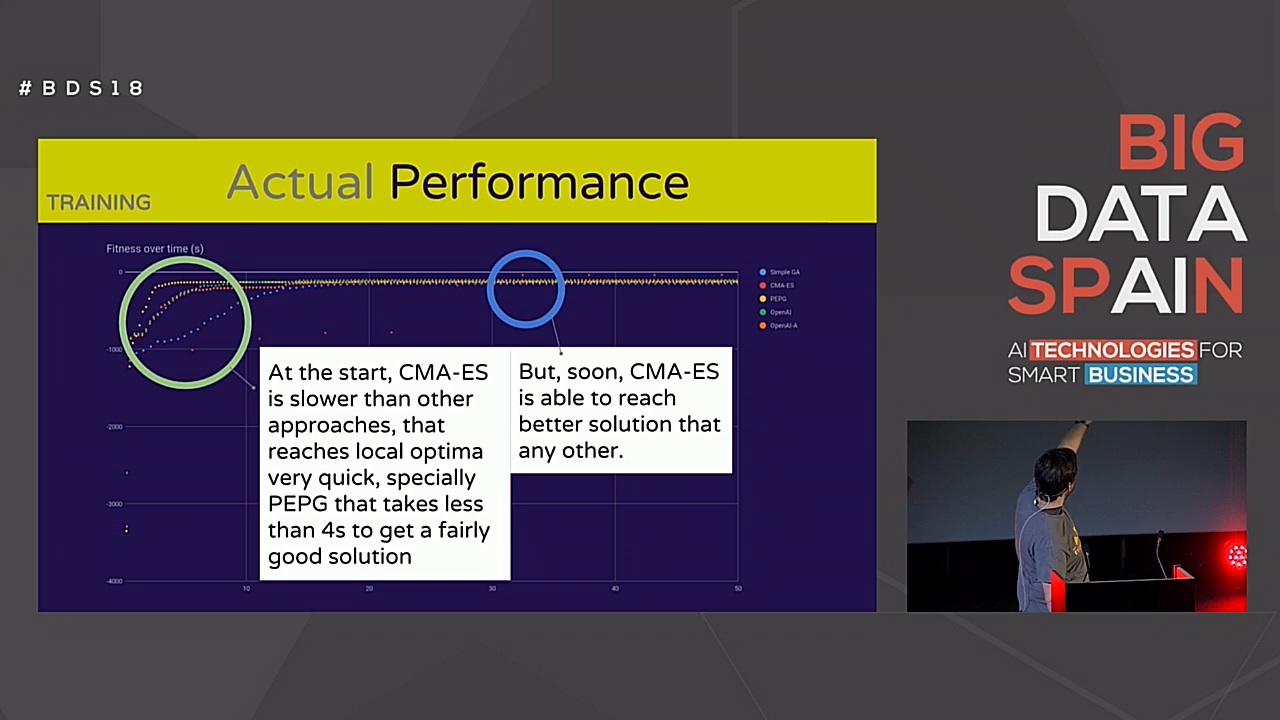 #BDS18
TRAINING
Actual Performance
Fitness over time (s)
0
-1000
-2000
-3000
-4000
10
20
30
40
50
Simple GA
CMA-ES
PEPG
OpenAI
OpenAI-A
At the start, CMA-ES
is slower than other
approaches, that
reaches local optima
very quick, specially
PEPG that takes less
than 4s to get a fairly
good solution
But, soon, CMA-ES
is able to reach
better solution that
any other.
BIG
DATA
SPAIN
AI TECHNOLOGIES FOR
SMART BUSINESS